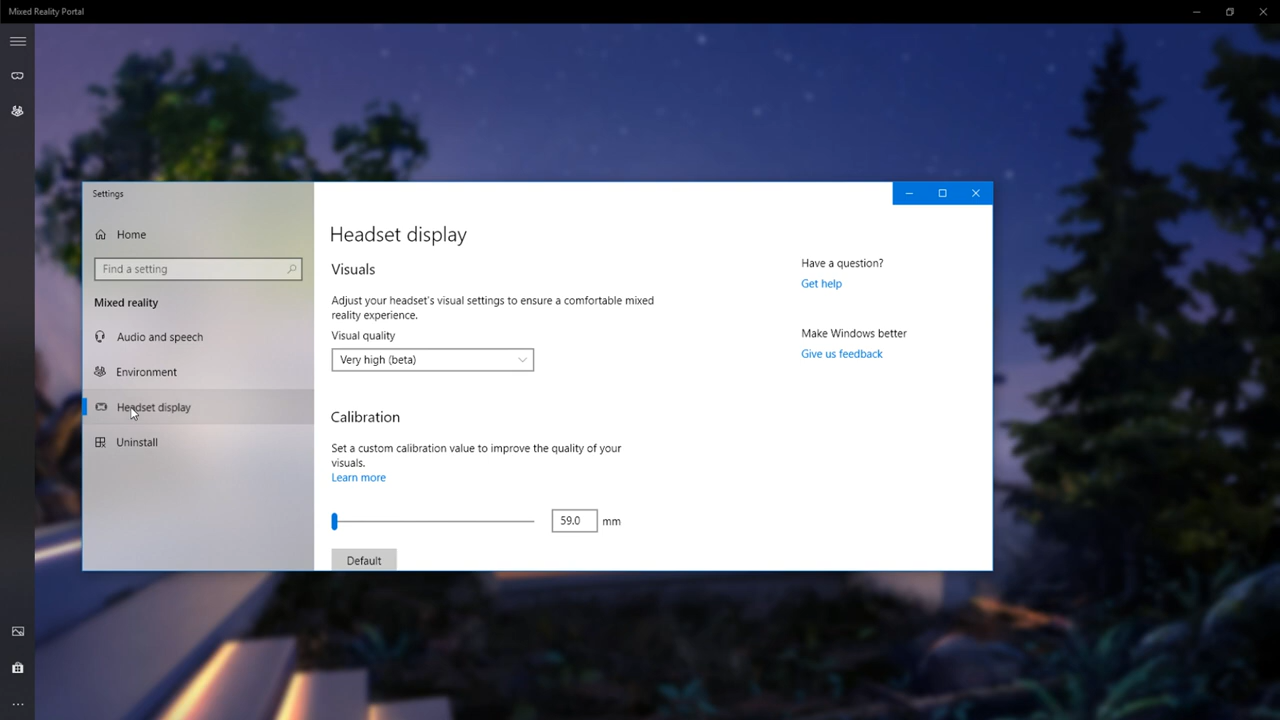 Mixed Reality Portal
Settings
Home
Find a setting
Mixed reality
Audio and speech
Environment
Headset display
Uninstall
Headset display
Visuals
Adjust your headset's visual settings to ensure a comfortable mixed
reality experience.
Visual quality
Very high (beta)
Calibration
Set a custom calibration value to improve the quality of your
visuals.
Learn more
59.0 mm
Default
Have a question?
Get help
Make Windows better
Give us feedback